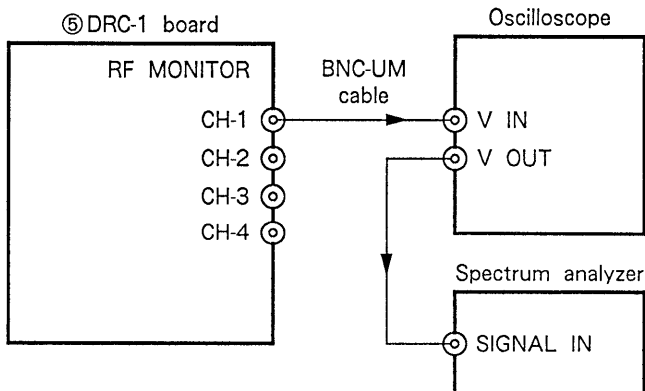 ⑤DRC-1 board
RF MONITOR
CH-1
CH-2
CH-3
CH-4
BNC-UM
cable
Oscilloscope
V IN
V OUT
Spectrum analyzer
SIGNAL IN